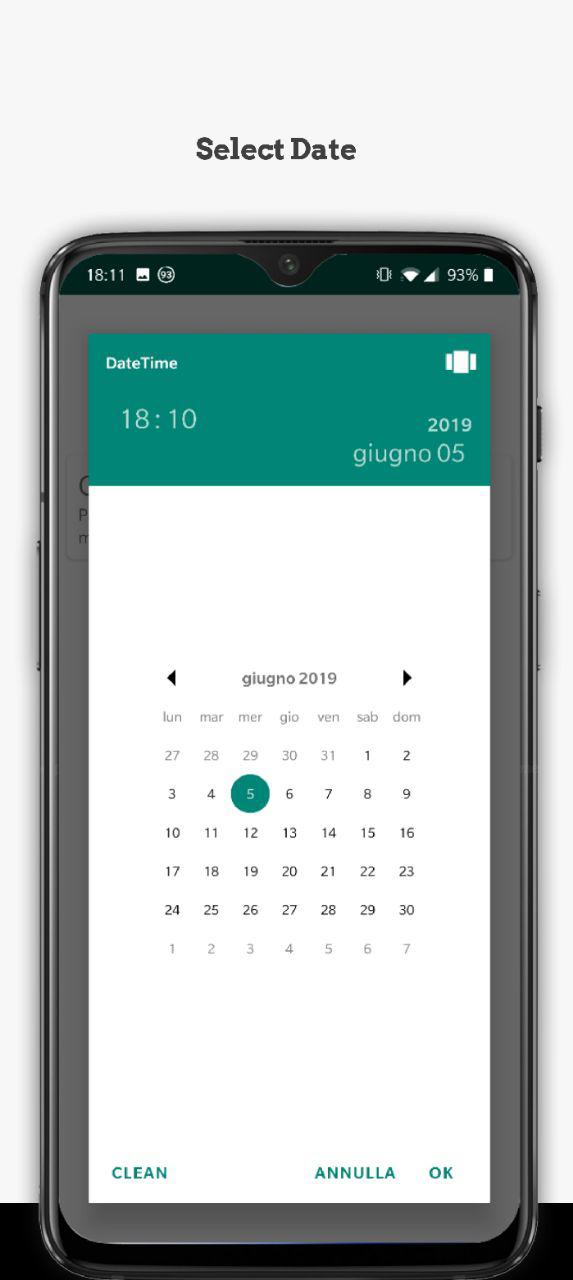 Select Date
18:11 93 93%
DateTime
18:10
2019
giugno 05
giugno 2019
lun mar mer gio ven sab dom
27 28 29 30 31 1 2
3 4 5 6 7 8 9
10 11 12 13 14 15 16
17 18 19 20 21 22 23
24 25 26 27 28 29 30
1 2 3 4 5 6 7
CLEAN ANNULLA OK